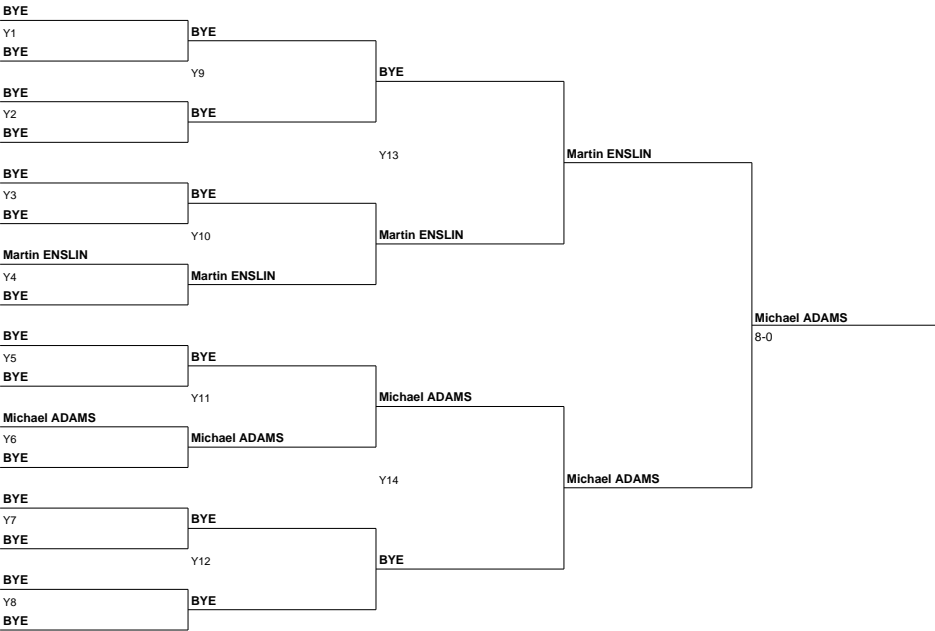 BYE
Y1
BYE
BYE
Y9
BYE
BYE
Y2
BYE
BYE
Y13
Martin ENSLIN
BYE
Y3
BYE
BYE
Y10
Martin ENSLIN
Martin ENSLIN
Y4
Martin ENSLIN
BYE
Michael ADAMS
8-0
BYE
Y5
BYE
BYE
Y11
Michael ADAMS
Michael ADAMS
Y6
Michael ADAMS
BYE
Y14
Michael ADAMS
BYE
Y7
BYE
BYE
Y12
BYE
BYE
Y8
BYE
BYE